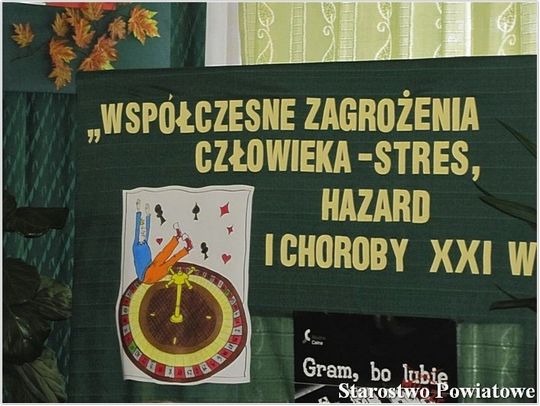 „WSPÓŁCZESNE ZAGROŻENIA
CZŁOWIEKA – STRES,
HAZARD
I CHOROBY XXI W
Gram, bo lubię
Starostwo Powiatowe